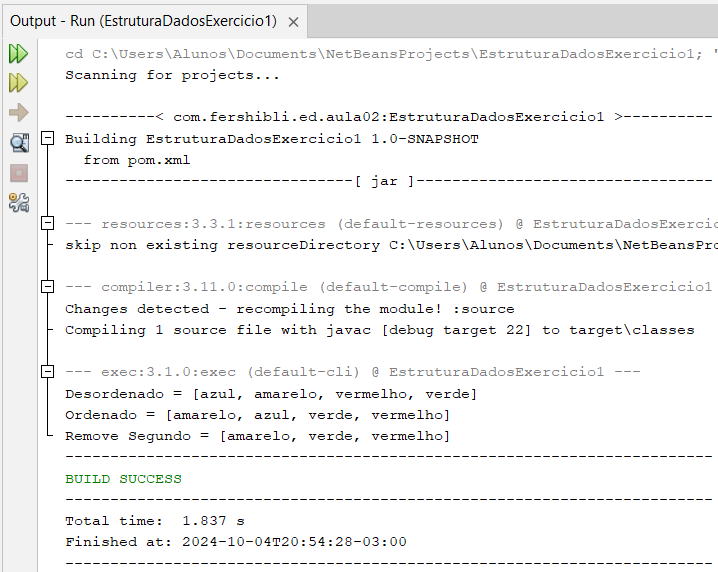 Output - Run (EstruturaDadosExercicio1) ×
cd C:\Users\Alunos\Documents\NetBeansProjects\EstruturaDadosExercicio1; "
Scanning for projects...
----------< com.fershibli.ed.aula02:EstruturaDadosExercicio1 >----------
Building EstruturaDadosExercicio1 1.0-SNAPSHOT
from pom.xml
--------------------------------[ jar ]---------------------------------
--- resources:3.3.1:resources (default-resources) @ EstruturaDadosExercic
skip non existing resourceDirectory C:\Users\Alunos\Documents\NetBeansPro
--- compiler:3.11.0:compile (default-compile) @ EstruturaDadosExercicio1
Changes detected - recompiling the module! :source
Compiling 1 source file with javac [debug target 22] to target\classes
--- exec:3.1.0:exec (default-cli) @ EstruturaDadosExercicio1 ---
Desordenado = [azul, amarelo, vermelho, verde]
Ordenado = [amarelo, azul, verde, vermelho]
Remove Segundo = [amarelo, verde, vermelho]
------------------------------------------------------------------------
BUILD SUCCESS
------------------------------------------------------------------------
Total time:  1.837 s
Finished at: 2024-10-04T20:54:28-03:00
------------------------------------------------------------------------